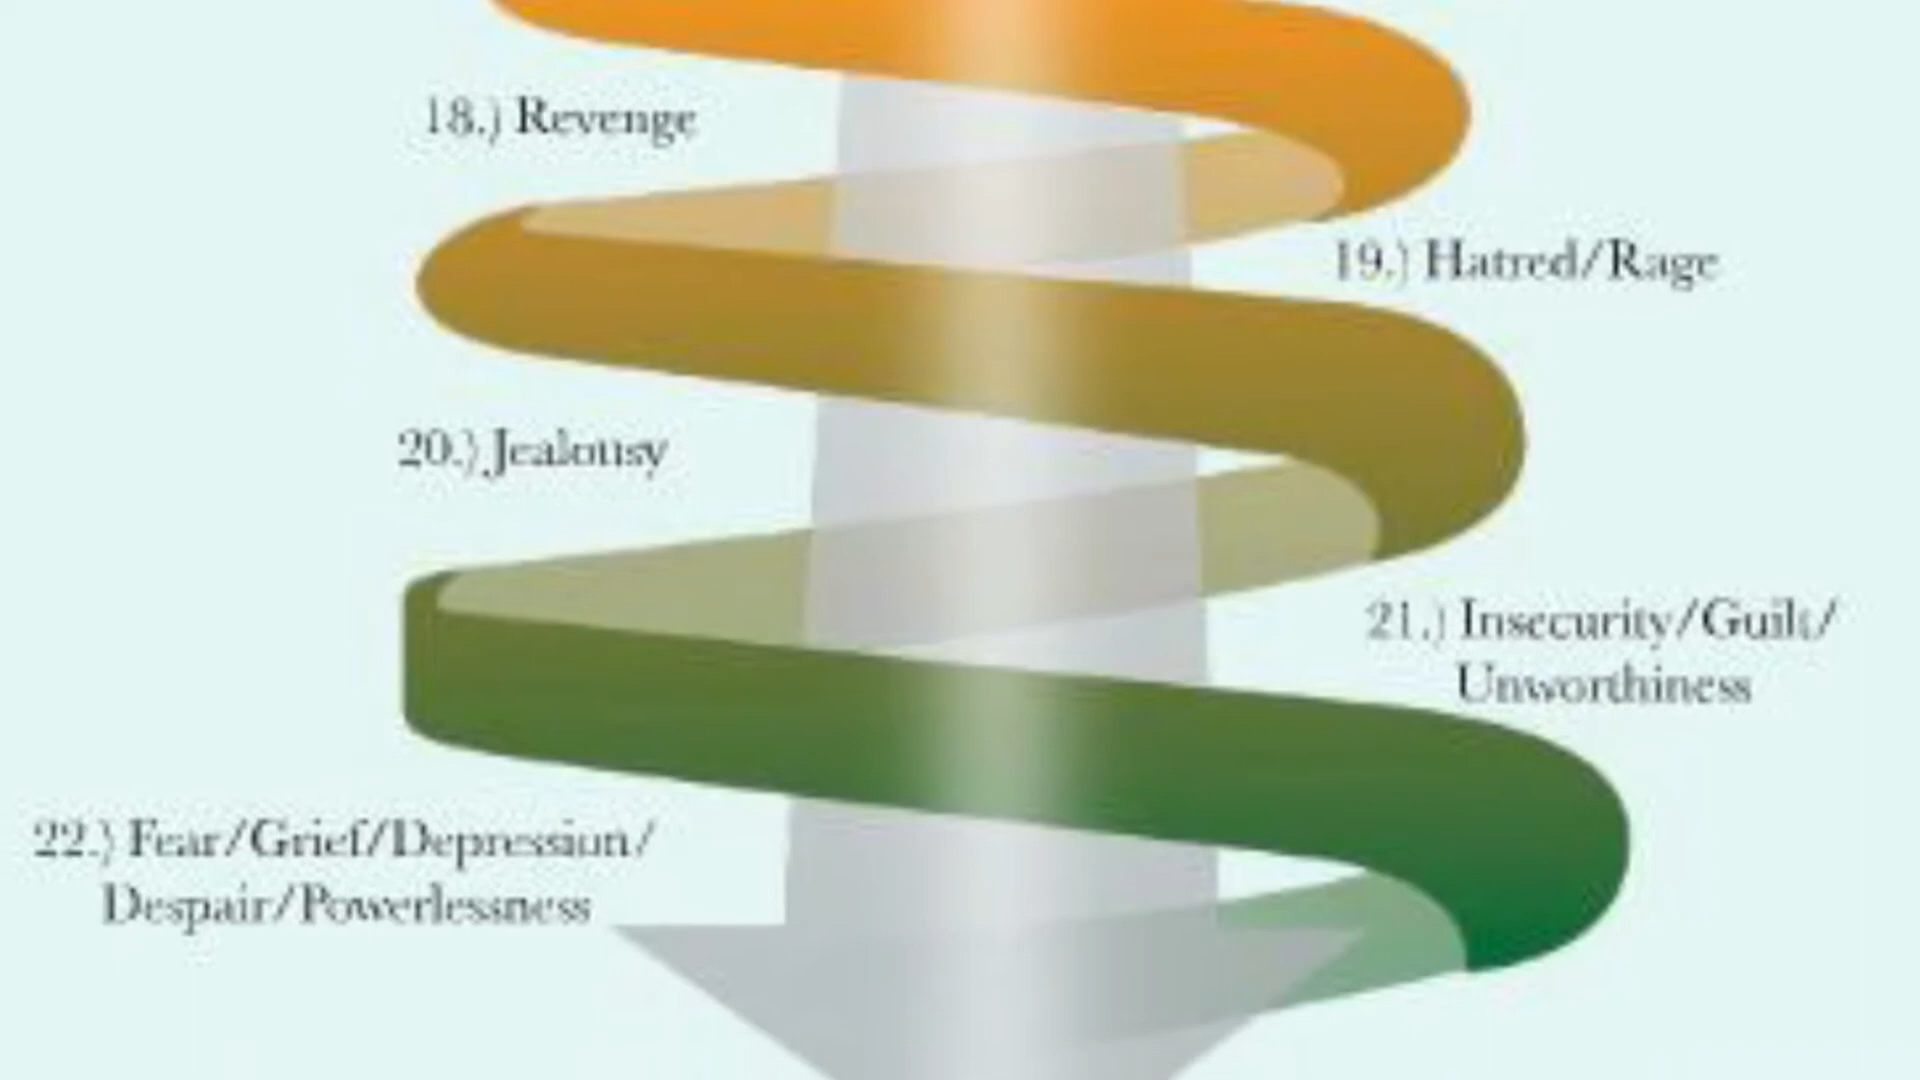 18.) Revenge
19.) Hatred/Rage
20.) Jealousy
21.) Insecurity/Guilt/
Unworthiness
22.) Fear/Grief/Depression/
Despair/Powerlessness